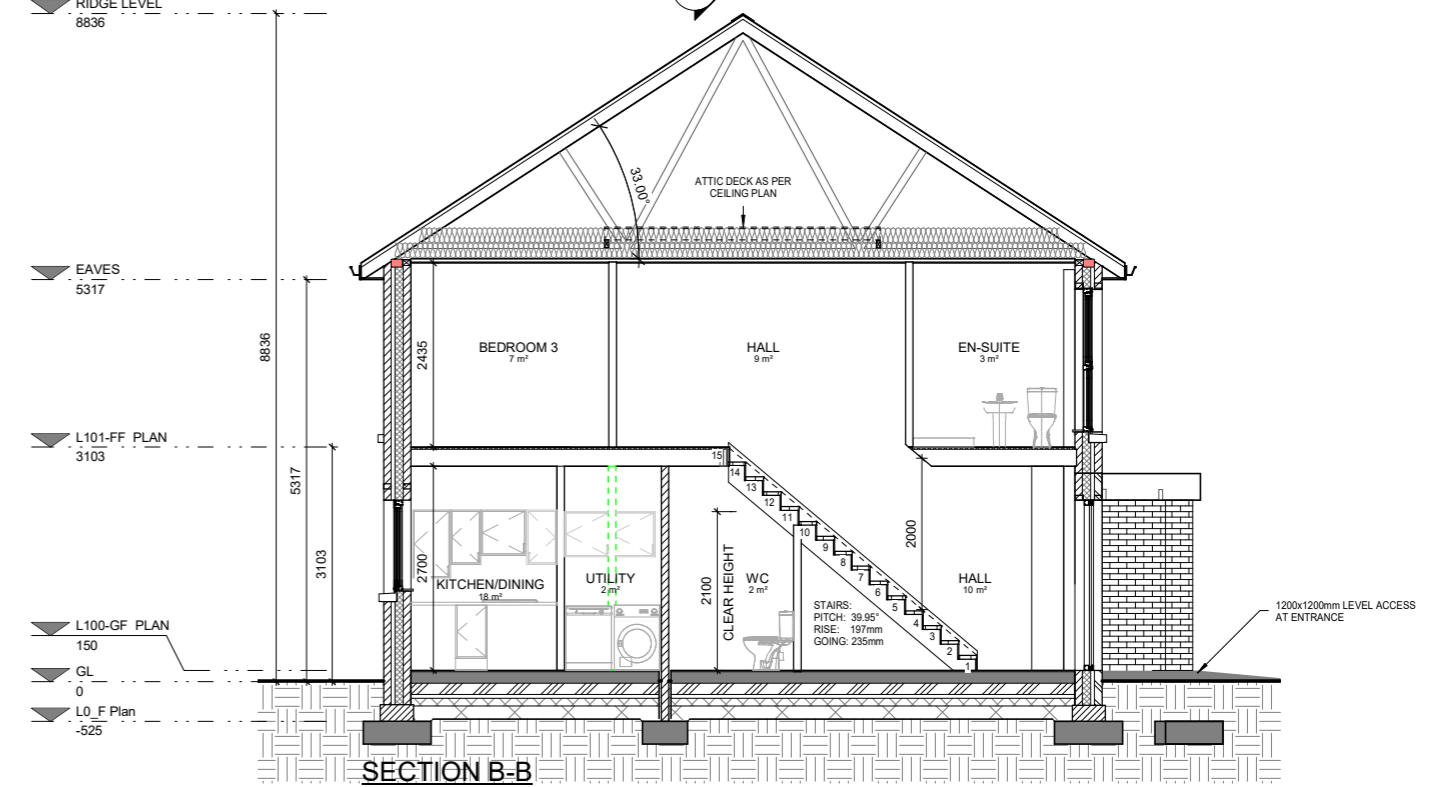 RIDGE LEVEL
8836
33.00°
ATTIC DECK AS PER
CEILING PLAN
EAVES
5317
8836
2435
BEDROOM 3
7 m²
HALL
9 m²
EN-SUITE
3 m²
L101-FF PLAN
3103
5317
3103
2700
KITCHEN/DINING
18 m²
UTILITY
2 m²
2100
CLEAR HEIGHT
WC
2 m²
15
14
13
12
11
10
9
8
7
6
5
4
3
2
1
STAIRS:
PITCH: 39.95°
RISE: 197mm
GOING: 235mm
2000
HALL
10 m²
1200x1200mm LEVEL ACCESS
AT ENTRANCE
L100-GF PLAN
150
GL
0
L0_F Plan
-525
SECTION B-B